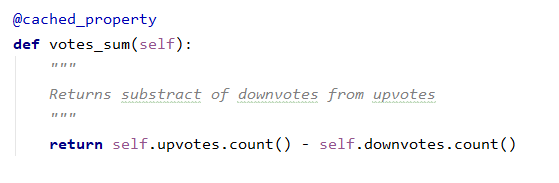 @cached_property
def votes_sum(self):
"""
Returns substract of downvotes from upvotes
"""
return self.upvotes.count() - self.downvotes.count()